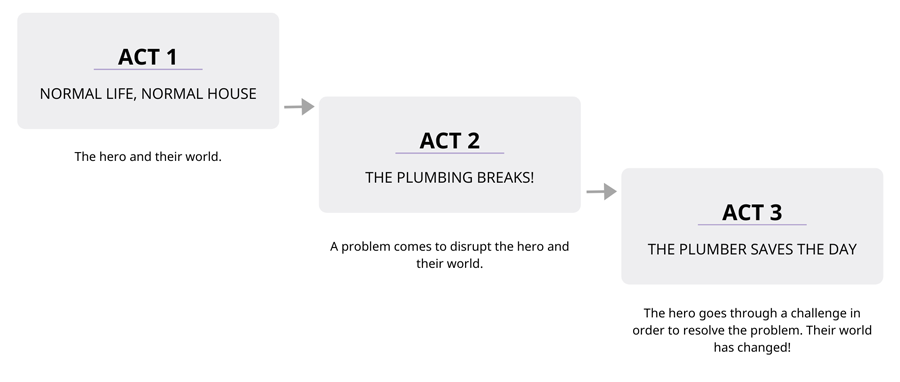 ACT 1
NORMAL LIFE, NORMAL HOUSE
The hero and their world.
ACT 2
THE PLUMBING BREAKS!
A problem comes to disrupt the hero and
their world.
ACT 3
THE PLUMBER SAVES THE DAY
The hero goes through a challenge in
order to resolve the problem. Their world
has changed!